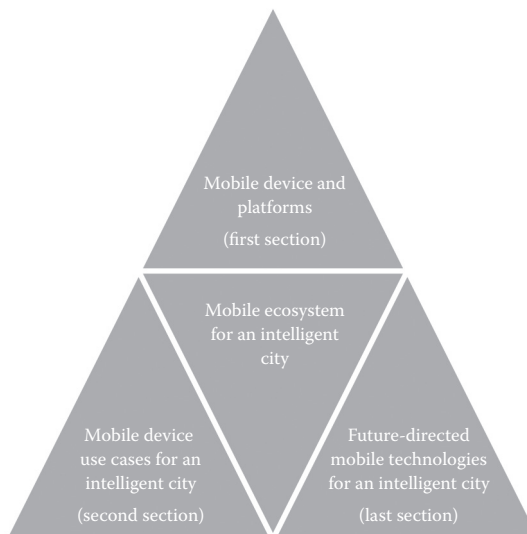 Mobile device and
platforms
(first section)
Mobile ecosystem
for an intelligent
city
Mobile device
use cases for an
intelligent city
(second section)
Future-directed
mobile technologies
for an intelligent city
(last section)